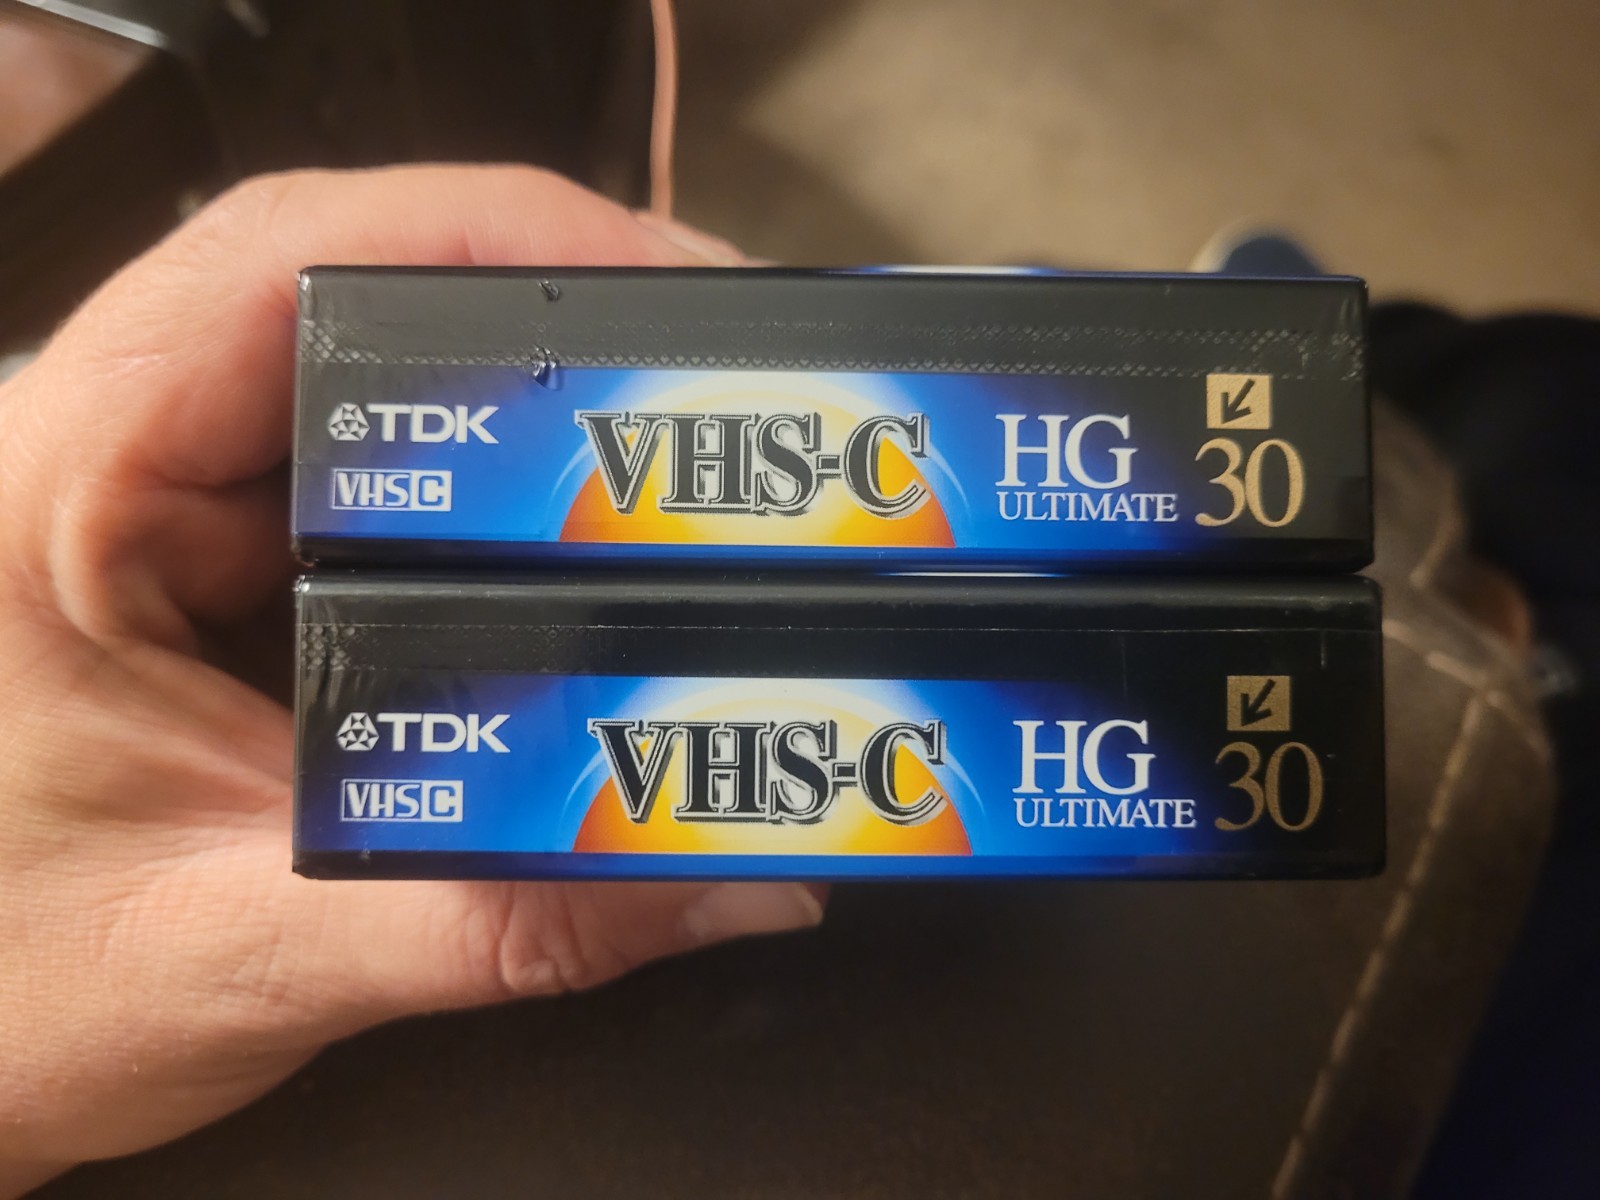 TDK VHS-C HG 30
VHS C ULTIMATE
TDK VHS-C HG 30
VHS C ULTIMATE